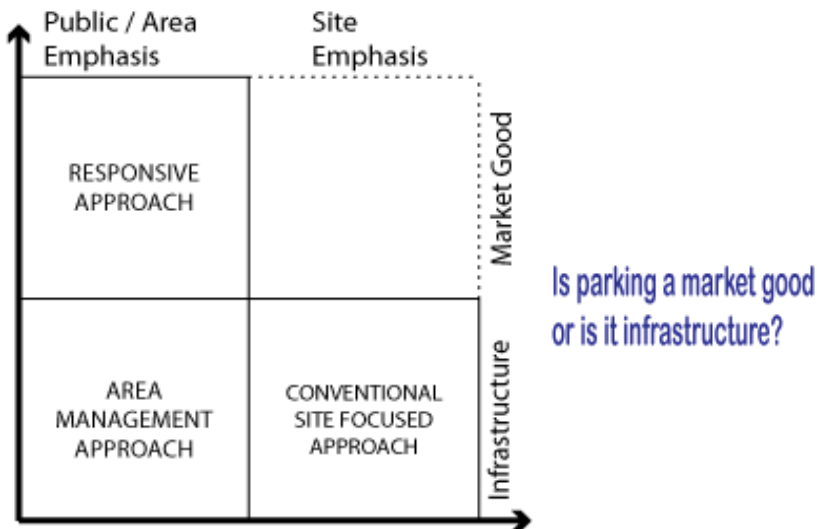 Public / Area
Emphasis
Site
Emphasis
RESPONSIVE
APPROACH
Market Good
Is parking a market good
or is it infrastructure?
AREA
MANAGEMENT
APPROACH
CONVENTIONAL
SITE FOCUSED
APPROACH
Infrastructure